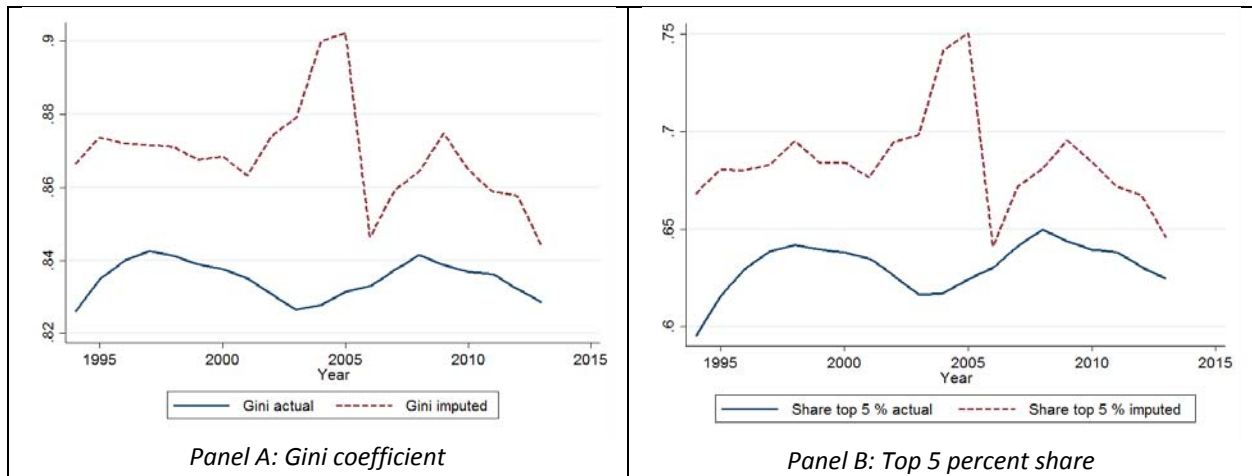 .9
.88
.86
.84
.82
1995 2000 2005 2010 2015
Year
Gini actual Gini imputed
Panel A: Gini coefficient
.75
.7
.65
.6
1995 2000 2005 2010 2015
Year
Share top 5 % actual Share top 5 % imputed
Panel B: Top 5 percent share